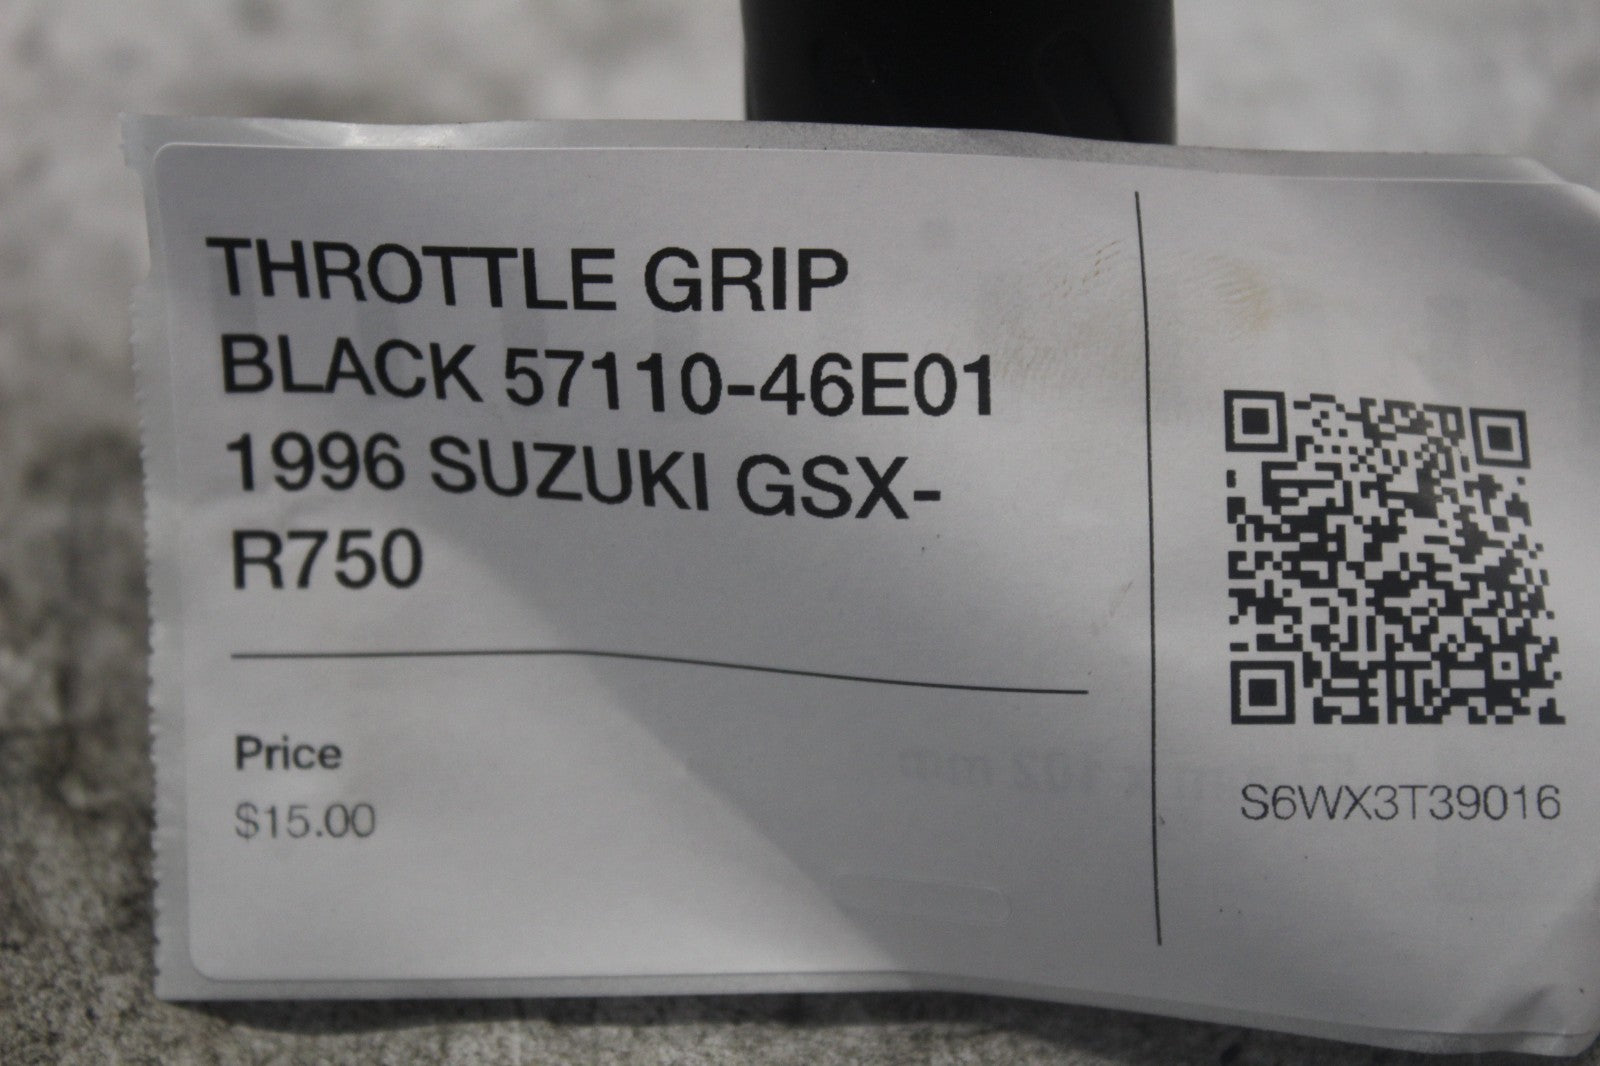 THROTTLE GRIP
BLACK 57110-46E01
1996 SUZUKI GSX-
R750
Price
$15.00
S6WX3T39016